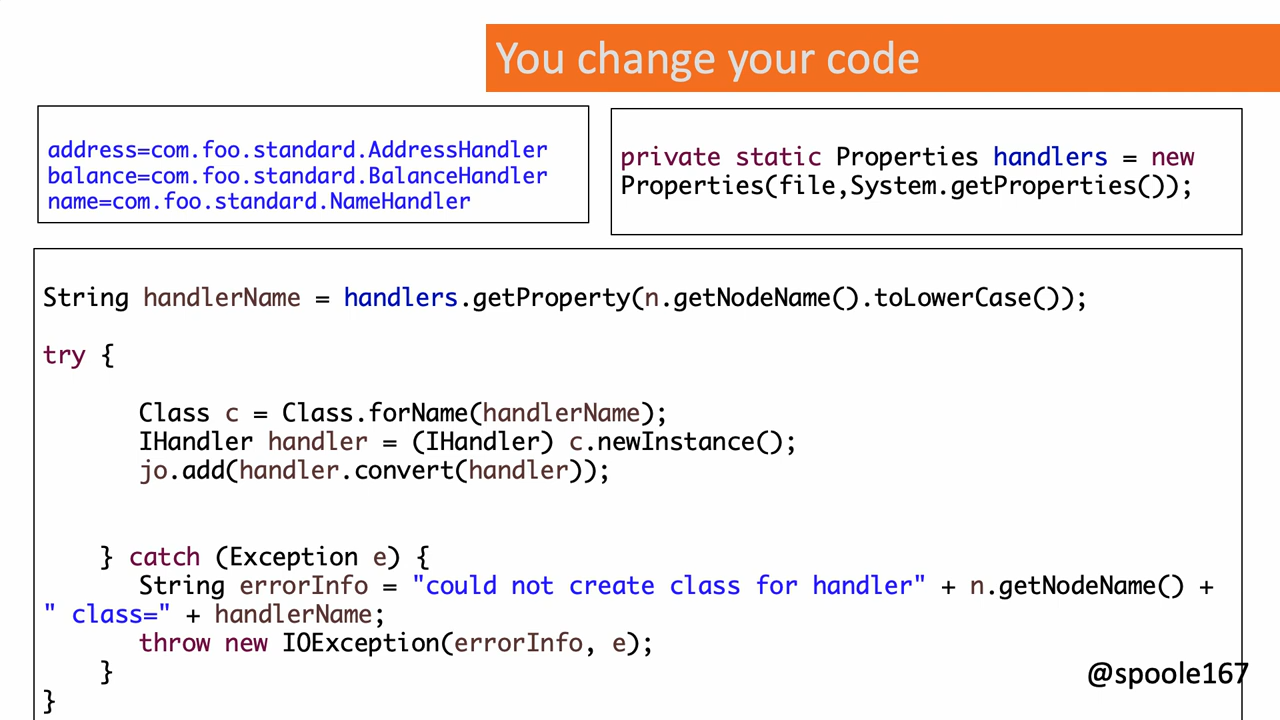 You change your code
address=com.foo.standard.AddressHandler
balance=com.foo.standard.BalanceHandler
name=com.foo.standard.NameHandler
private static Properties handlers = new
Properties(file,System.getProperties());
String handlerName = handlers.getProperty(n.getNodeName().toLowerCase());
try {
Class c = Class.forName(handlerName);
IHandler handler = (IHandler) c.newInstance();
jo.add(handler.convert(handler));
} catch (Exception e) {
String errorInfo = "could not create class for handler" + n.getNodeName() +
" class=" + handlerName;
throw new IOException(errorInfo, e);
}
}
@spoole167